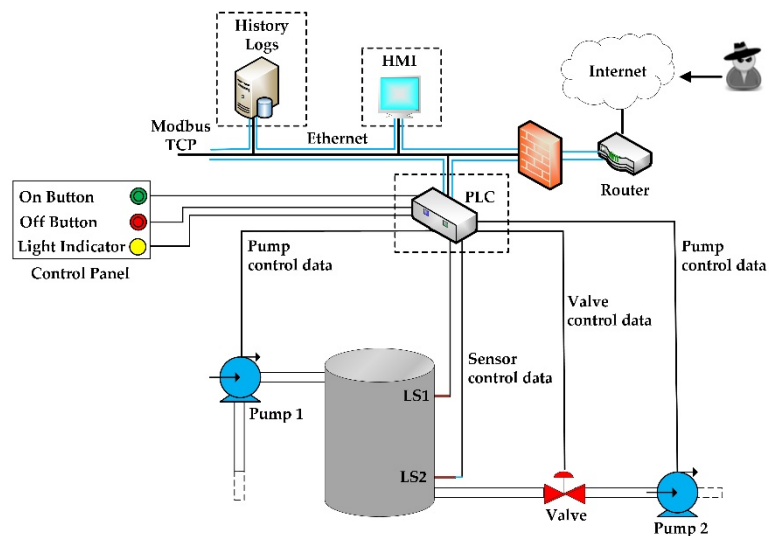 History
Logs
HMI
Internet
Modbus
TCP
Ethernet
Router
PLC
On Button
Off Button
Light Indicator
Control Panel
Pump
control data
Pump
control data
Valve
control data
Sensor
control data
LS1
Pump 1
LS2
Valve
Pump 2